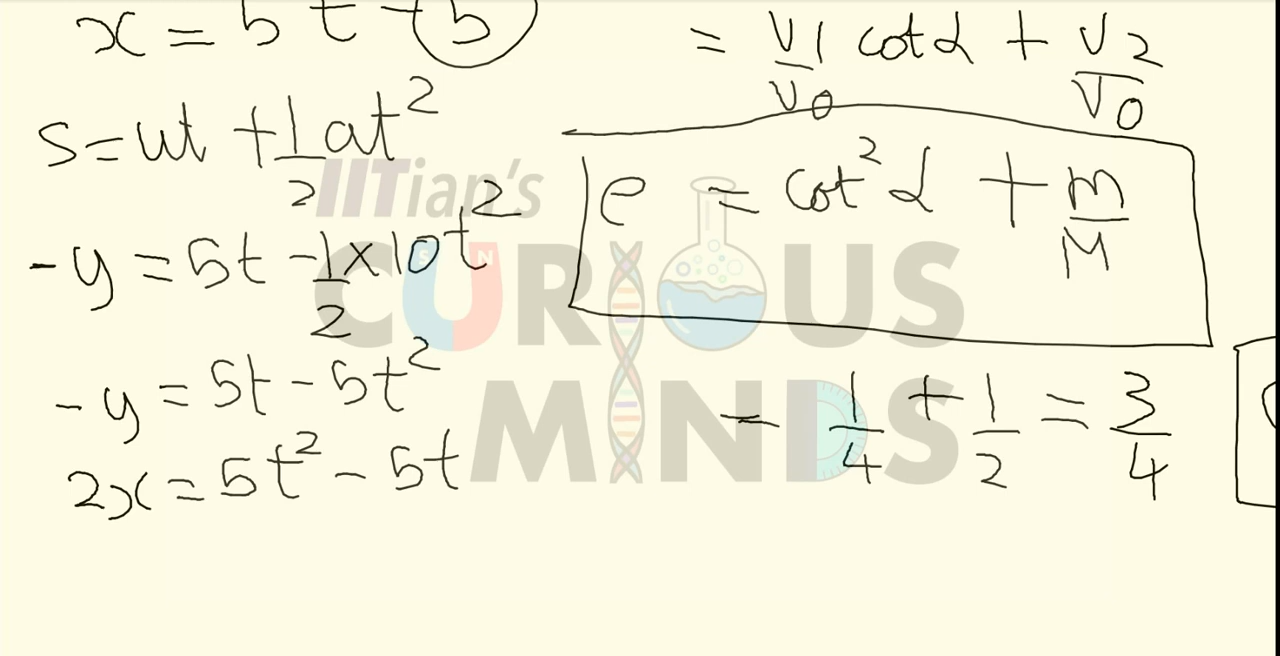 x = 5t - 5
s = ut + 1/2 at²
-y = 5t - 1/2 × 10t²
-y = 5t - 5t²
2x = 5t² - 5t
= v1/v0 cot α + v2/v0
e = cot² α + m/M
= 1/4 + 1/2 = 3/4
IITian's
CURIOUS
MINDS